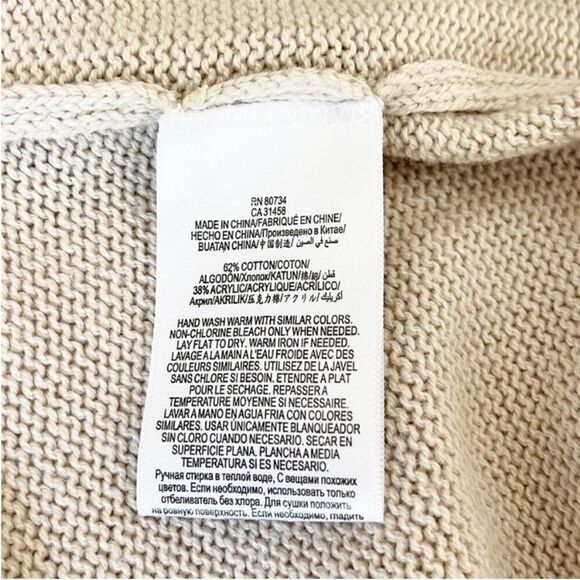 RN 80734
CA 31458
MADE IN CHINA/FABRIQUÉ EN CHINE/
HECHO EN CHINA/Произведено в Китае/
BUATAN CHINA/中国制造/ صنع في الصين
62% COTTON/COTON/
ALGODÓN/Хлопок/KATUN/棉/綿/ قطن
38% ACRYLIC/ACRYLIQUE/ACRÍLICO/
Акрил/AKRILIK/压克力棉/アクリル/ أكريليك
HAND WASH WARM WITH SIMILAR COLORS.
NON-CHLORINE BLEACH ONLY WHEN NEEDED.
LAY FLAT TO DRY. WARM IRON IF NEEDED.
LAVAGE A LA MAIN A L'EAU FROIDE AVEC DES
COULEURS SIMILAIRES. UTILISEZ DE LA JAVEL
SANS CHLORE SI BESOIN. ETENDRE A PLAT
POUR LE SECHAGE. REPASSER A
TEMPERATURE MOYENNE SI NECESSAIRE.
LAVAR A MANO EN AGUA FRIA CON COLORES
SIMILARES. USAR ÚNICAMENTE BLANQUEADOR
SIN CLORO CUANDO NECESARIO. SECAR EN
SUPERFICIE PLANA. PLANCHA A MEDIA
TEMPERATURA SI ES NECESARIO.
Ручная стирка в теплой воде, С вещами похожих
цветов. Если необходимо, использовать только
отбеливатель без хлора. Для сушки положить
на ровную поверхность. Если необходимо, гладить